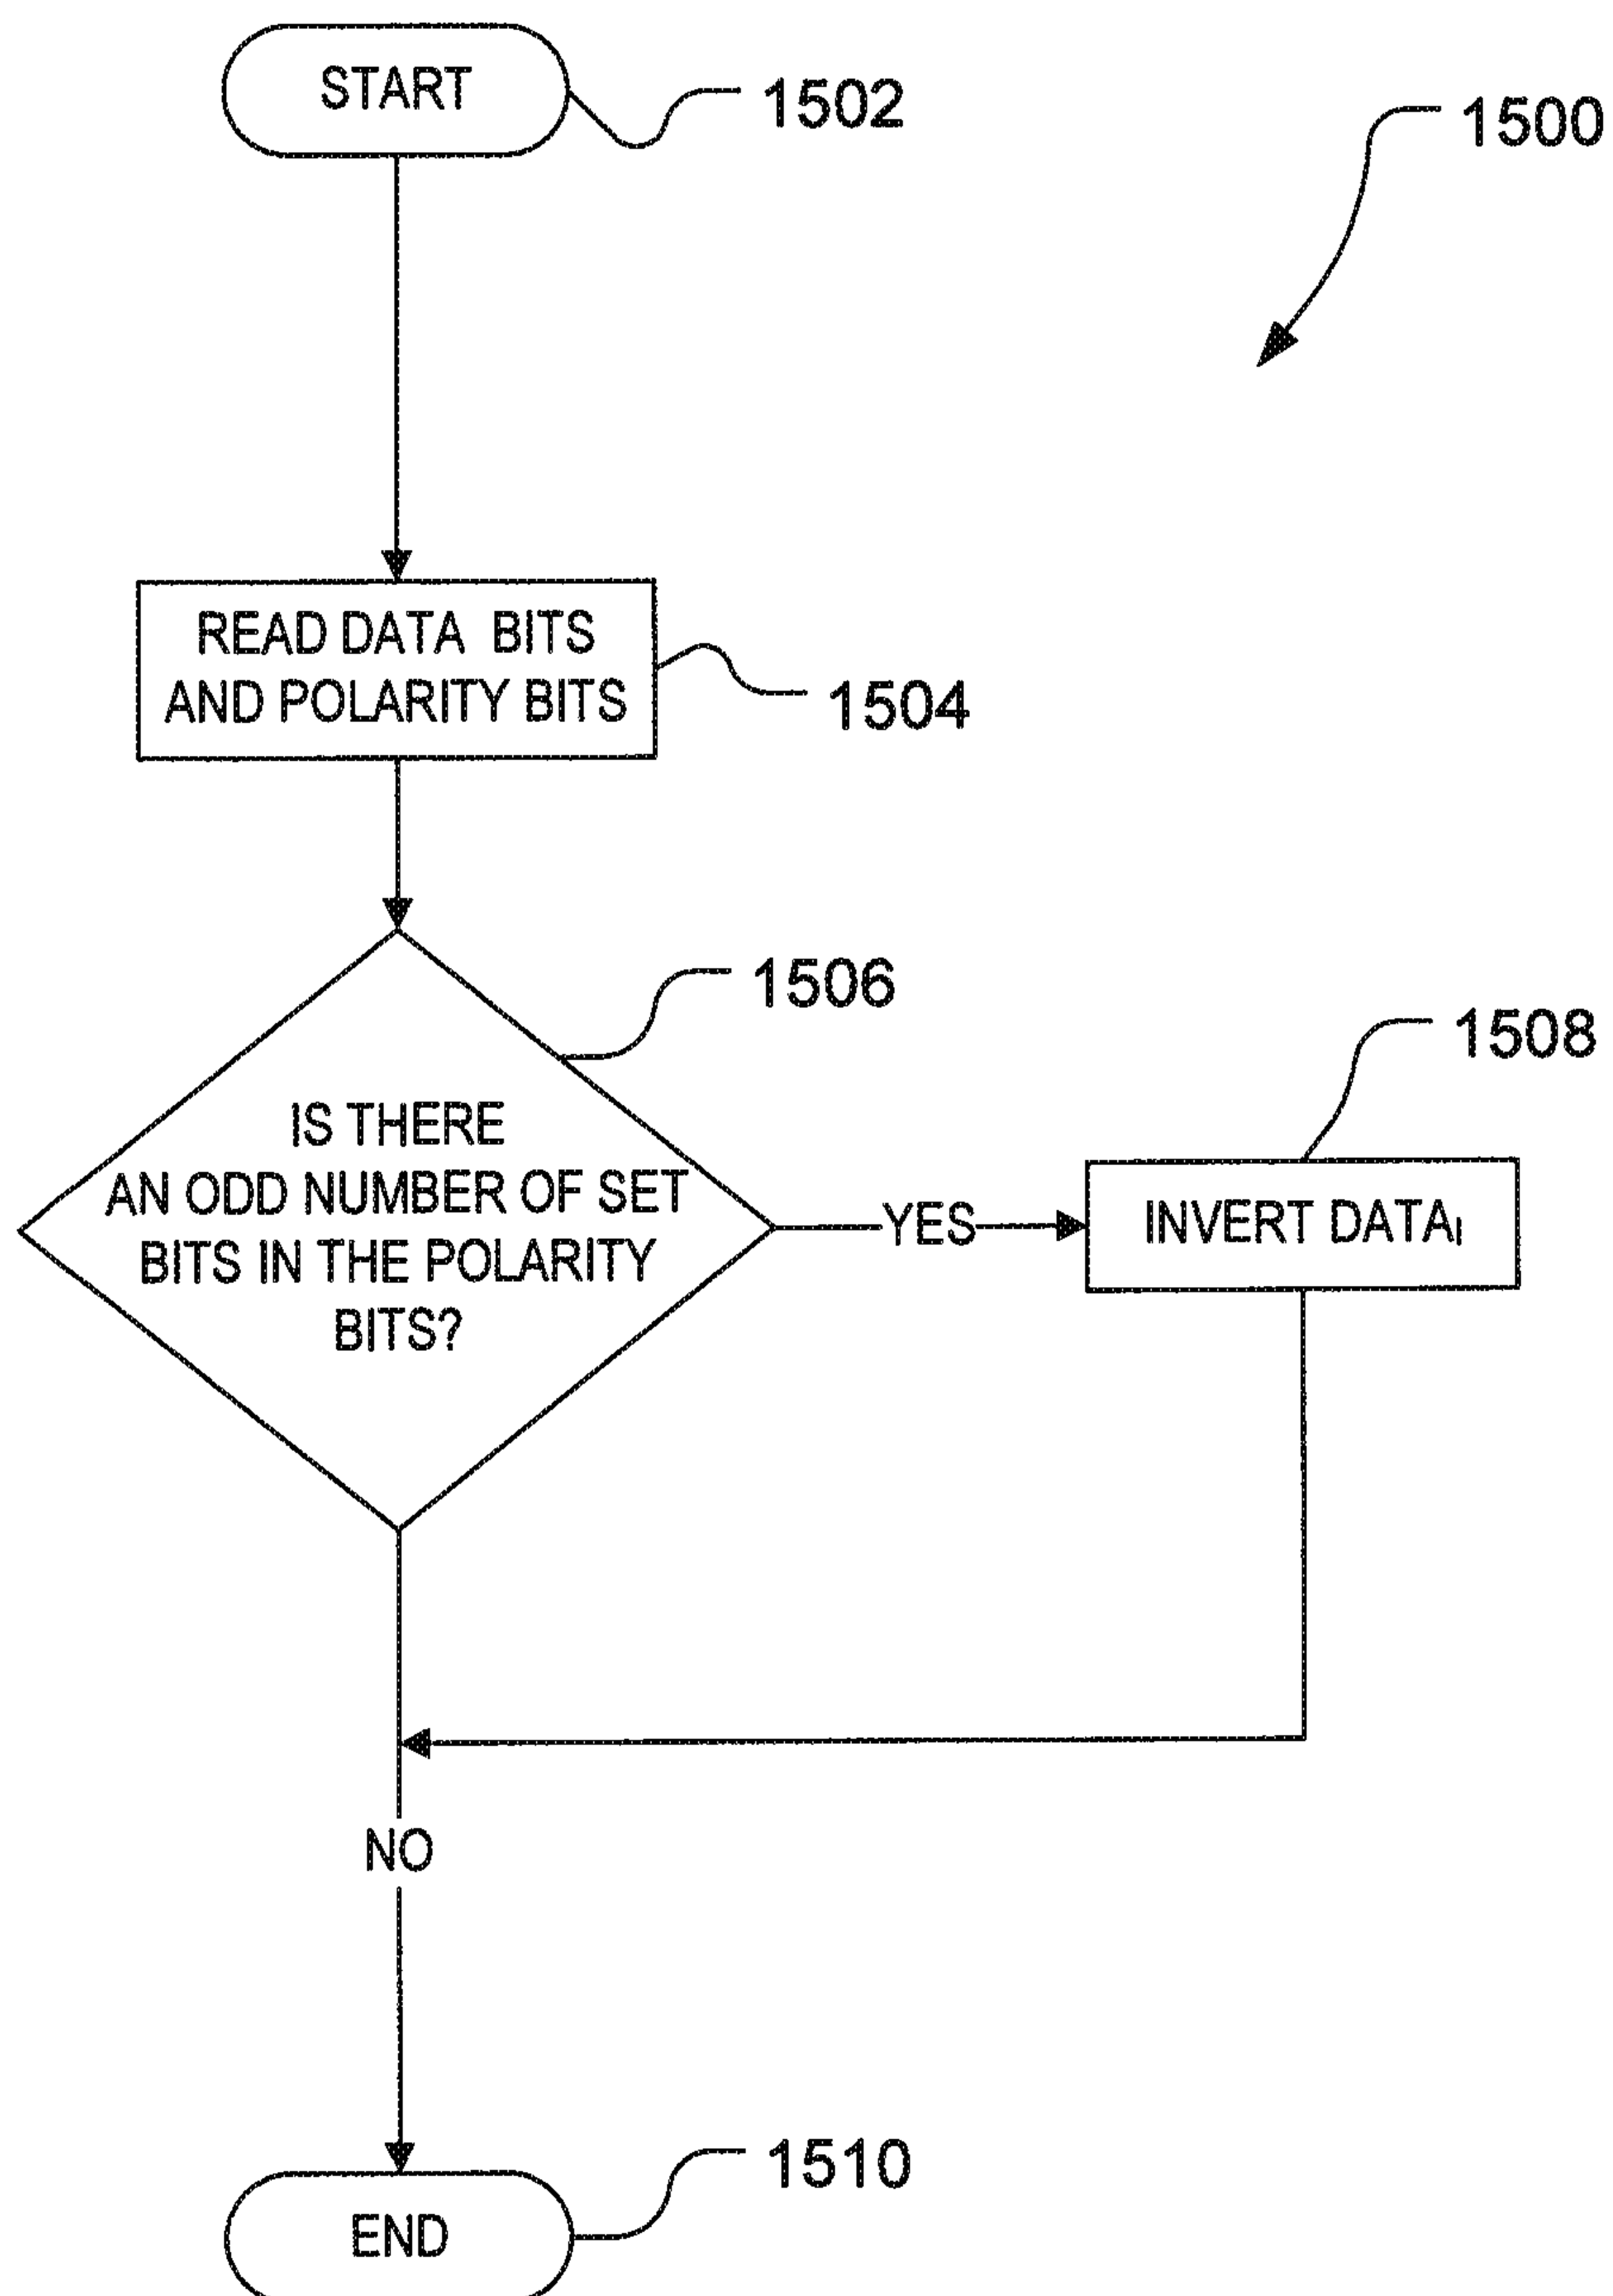 START
1502
1500
READ DATA BITS
AND POLARITY BITS
1504
1506
IS THERE
AN ODD NUMBER OF SET
BITS IN THE POLARITY
BITS?
YES
1508
INVERT DATAI
NO
1510
END